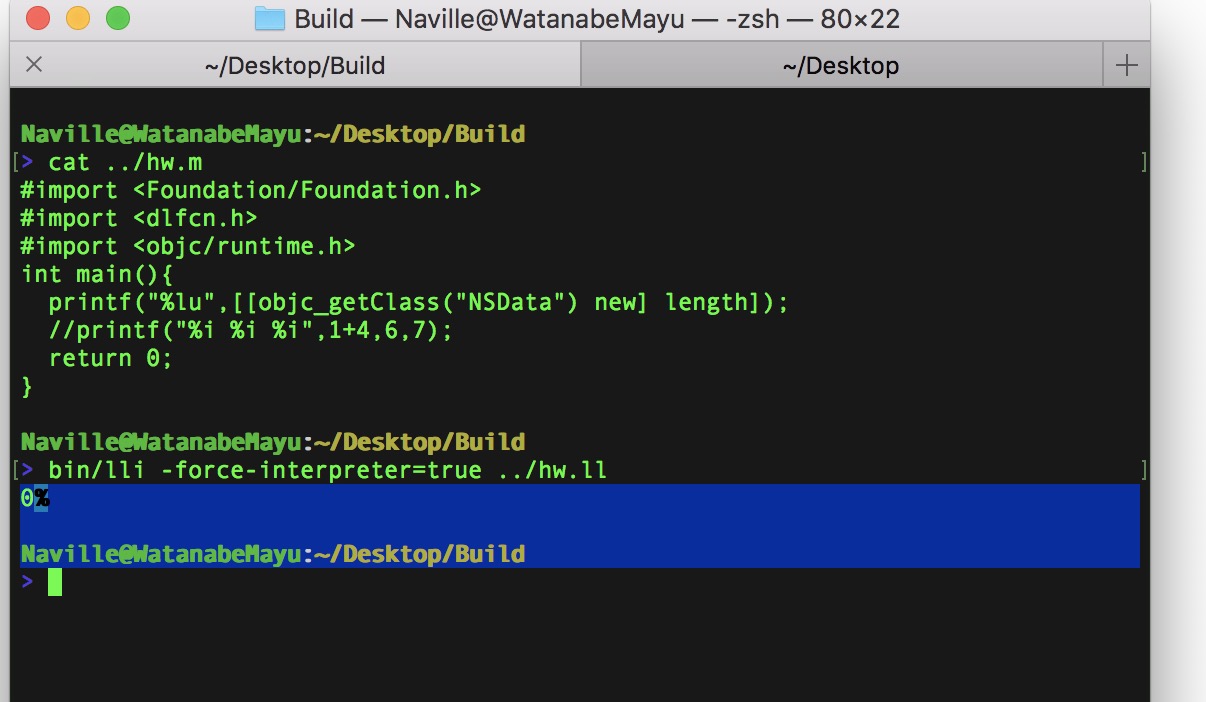 Build — Naville@WatanabeMayu — -zsh — 80×22
~/Desktop/Build
~/Desktop
Naville@WatanabeMayu:~/Desktop/Build
[> cat ../hw.m ]
#import <Foundation/Foundation.h>
#import <dlfcn.h>
#import <objc/runtime.h>
int main(){
  printf("%lu",[[objc_getClass("NSData") new] length]);
  //printf("%i %i %i",1+4,6,7);
  return 0;
}
Naville@WatanabeMayu:~/Desktop/Build
[> bin/lli -force-interpreter=true ../hw.ll ]
0%
Naville@WatanabeMayu:~/Desktop/Build
>